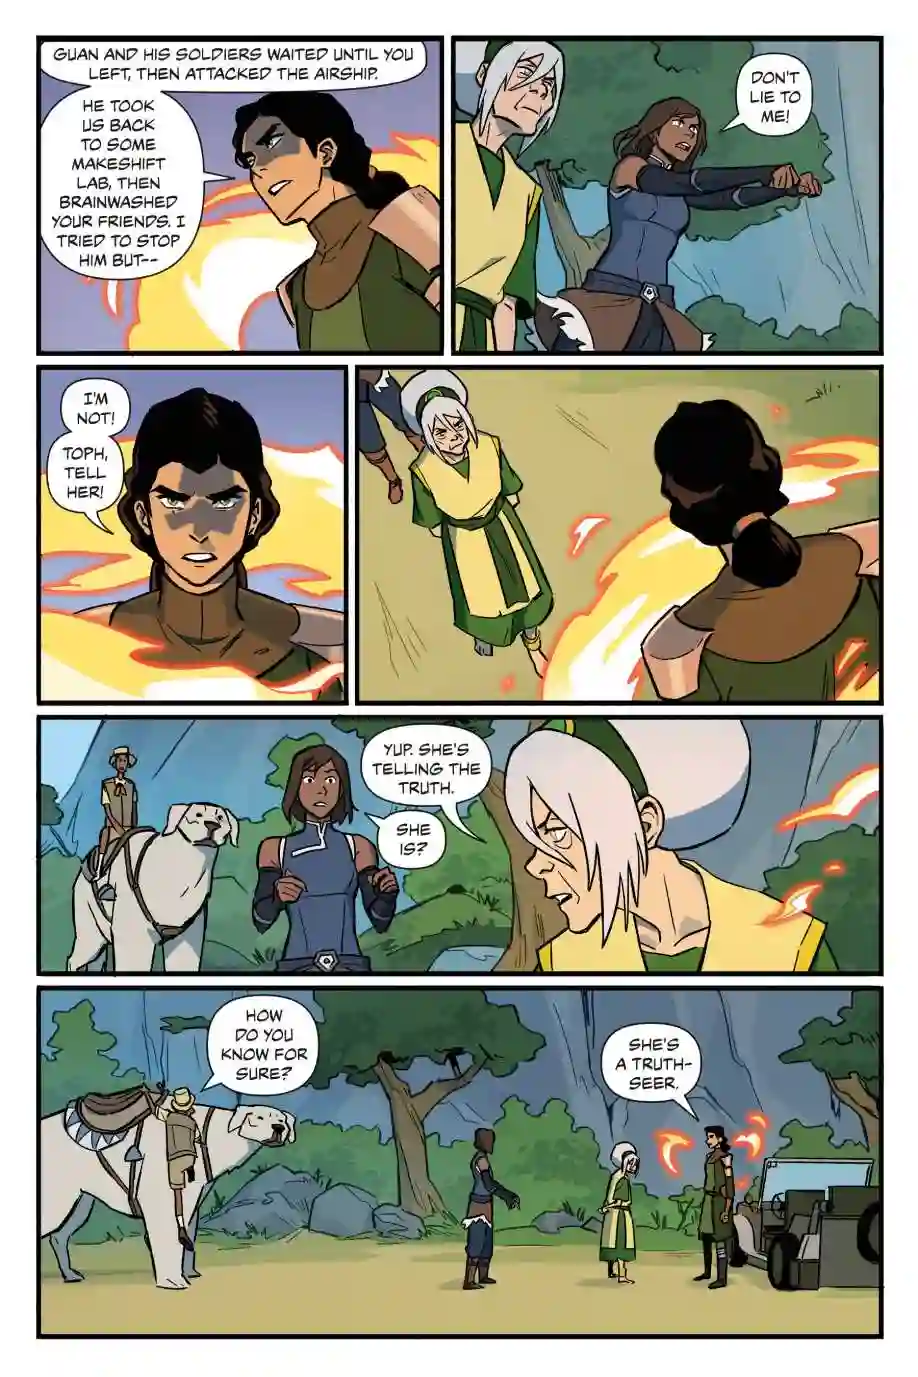 GUAN AND HIS SOLDIERS WAITED UNTIL YOU
LEFT, THEN ATTACKED THE AIRSHIP.
HE TOOK
US BACK
TO SOME
MAKESHIFT
LAB, THEN
BRAINWASHED
YOUR FRIENDS. I
TRIED TO STOP
HIM BUT--
DON'T
LIE TO
ME!
I'M
NOT!
TOPH,
TELL
HER!
YUP. SHE'S
TELLING THE
TRUTH.
SHE
IS?
HOW
DO YOU
KNOW FOR
SURE?
SHE'S
A TRUTH-
SEER.